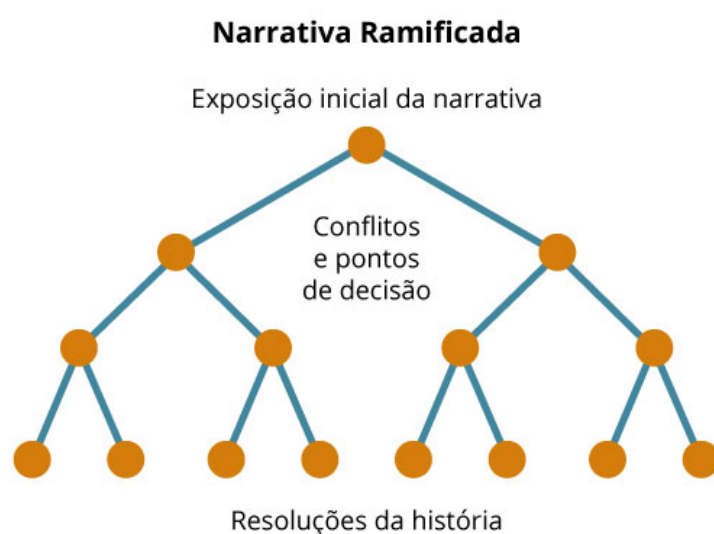 Narrativa Ramificada
Exposição inicial da narrativa
Conflitos
e pontos
de decisão
Resoluções da história